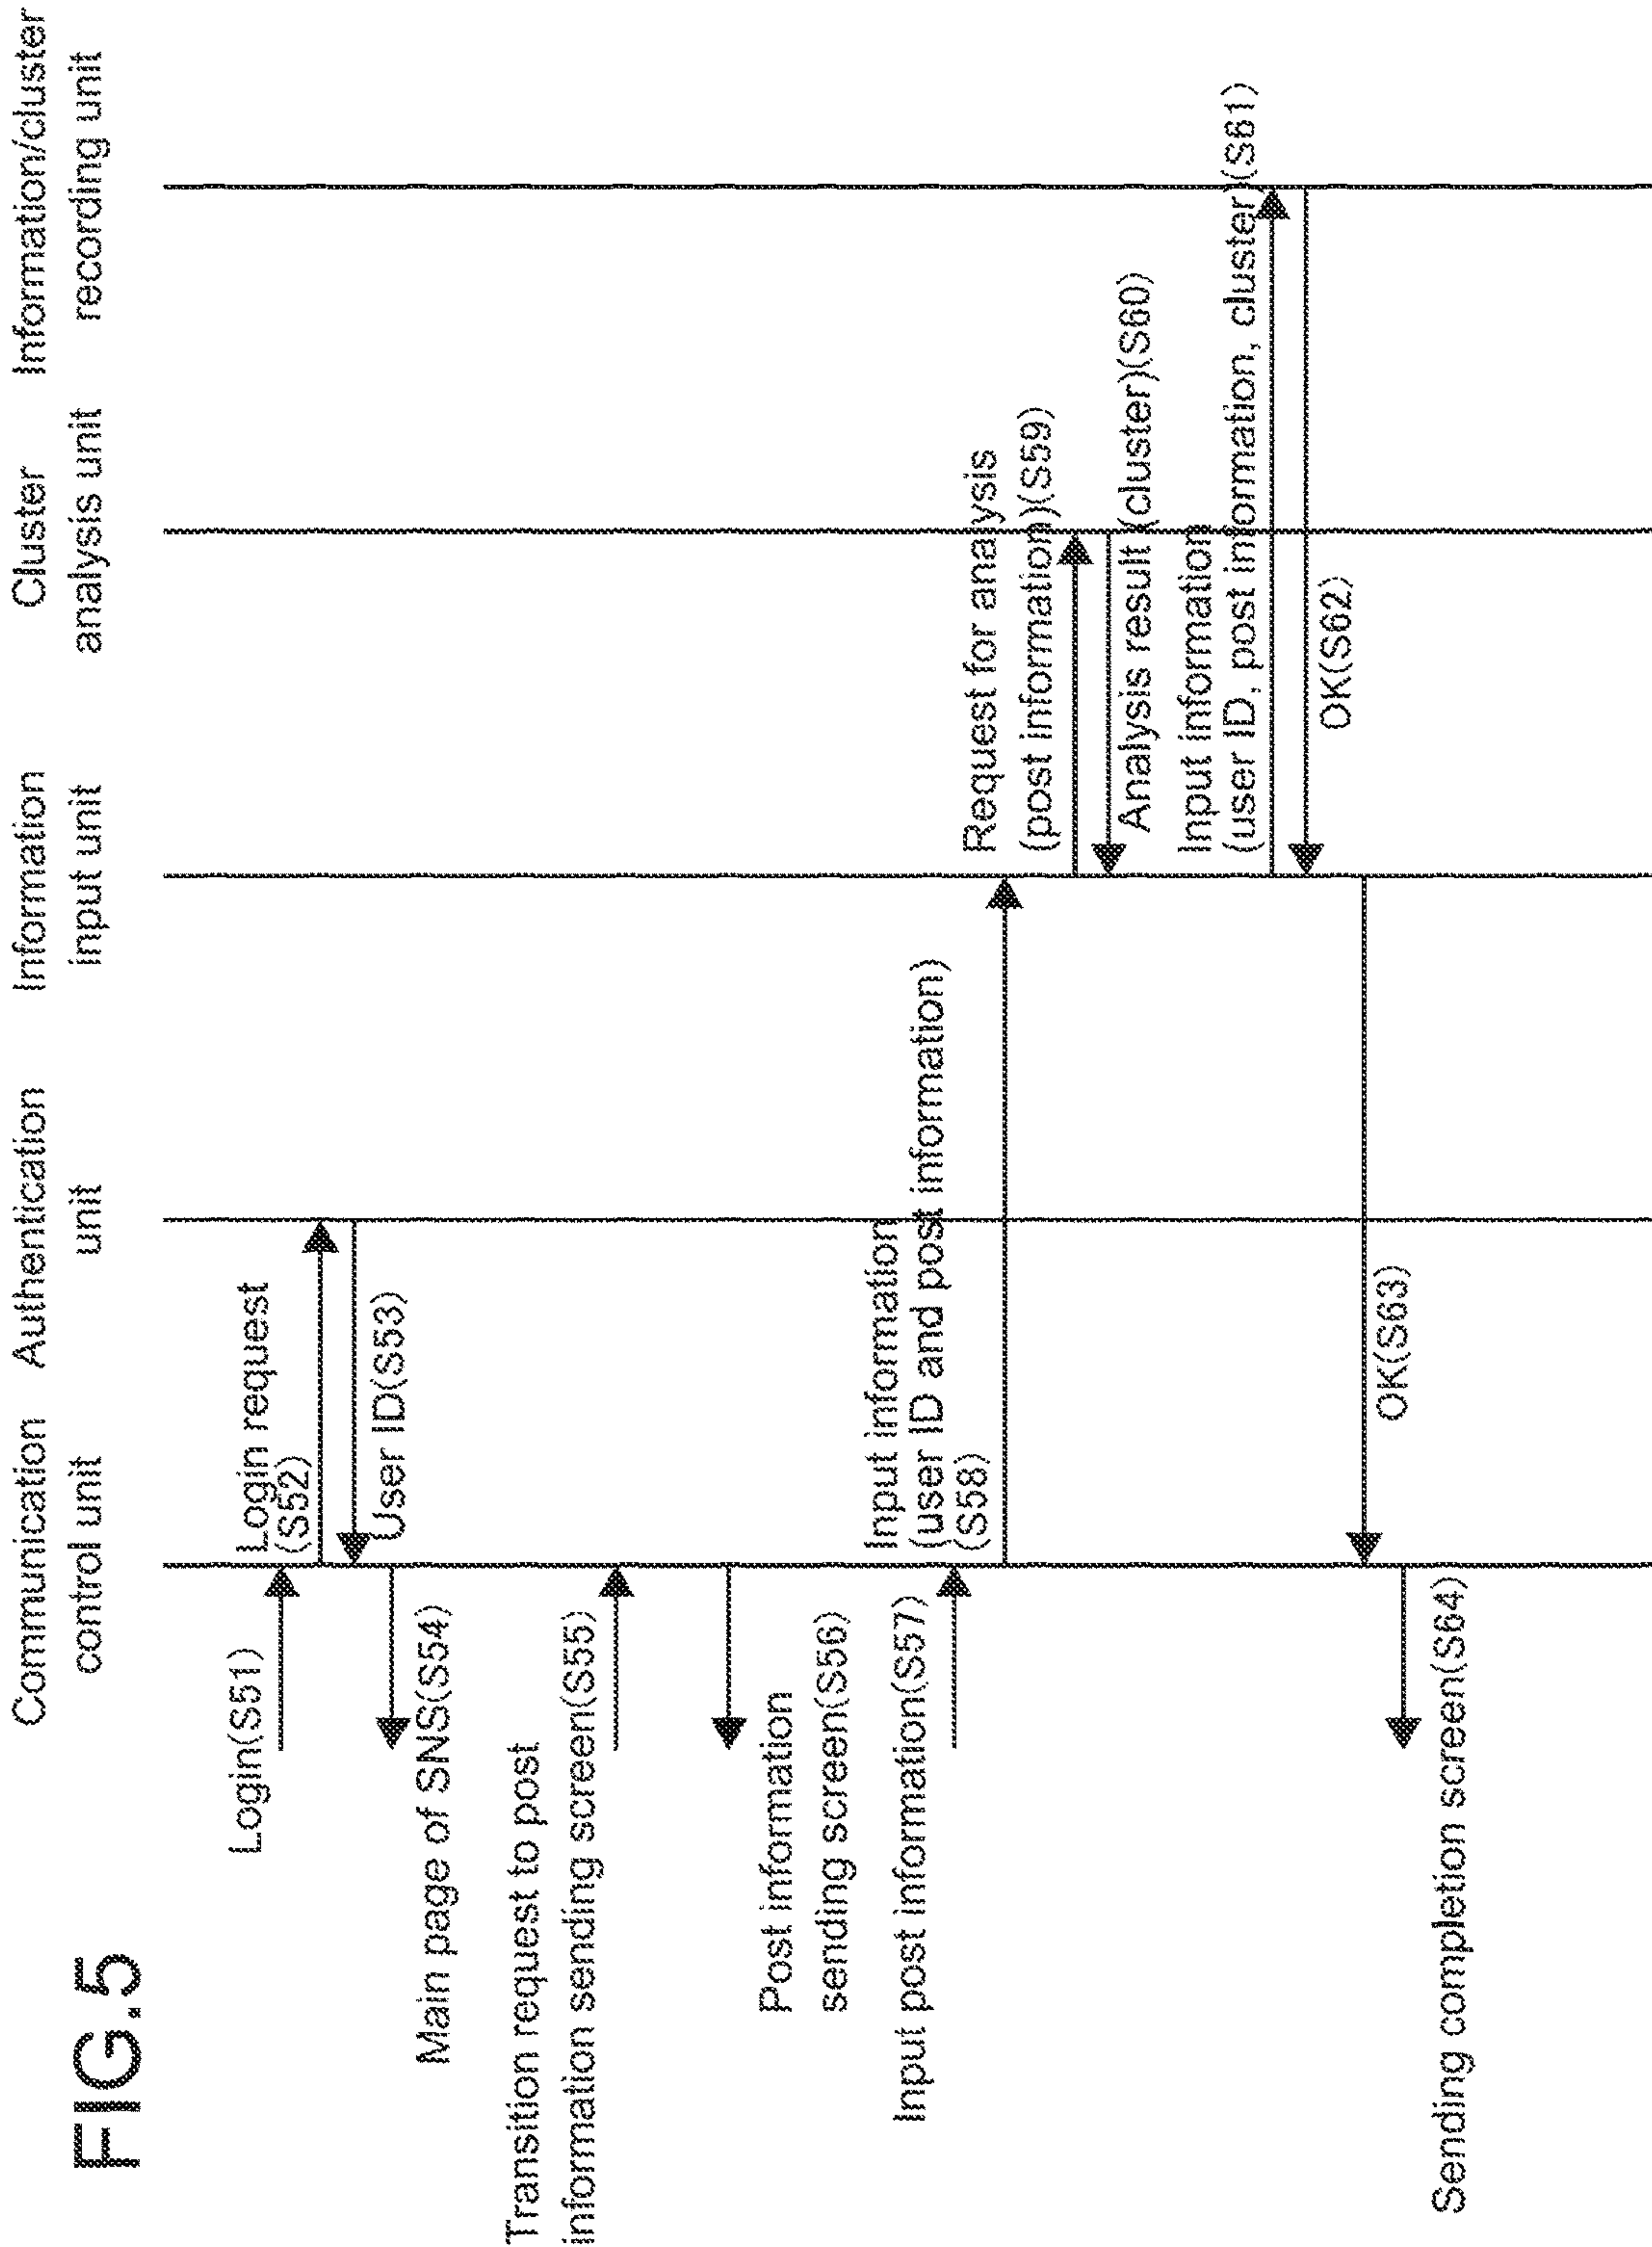 FIG.5
Communication
control unit
Authentication
unit
Information
input unit
Cluster
analysis unit
Information/cluster
recording unit
Login(S51)
Login request
(S52)
User ID(S53)
Main page of SNS(S54)
Transition request to post
information sending screen(S55)
Post information
sending screen(S56)
Input post information(S57)
Input information
(user ID and post information)
(S58)
Request for analysis
(post information)(S59)
Analysis result (cluster)(S60)
Input information
(user ID, post information, cluster)(S61)
OK(S62)
OK(S63)
Sending completion screen(S64)